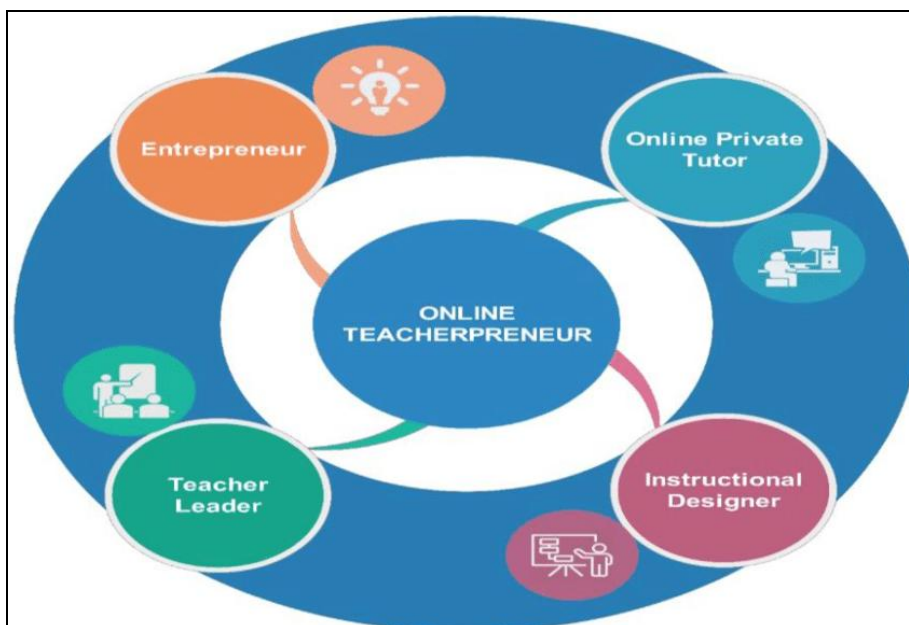 Entrepreneur
Online Private
Tutor
ONLINE
TEACHERPRENEUR
Teacher
Leader
Instructional
Designer